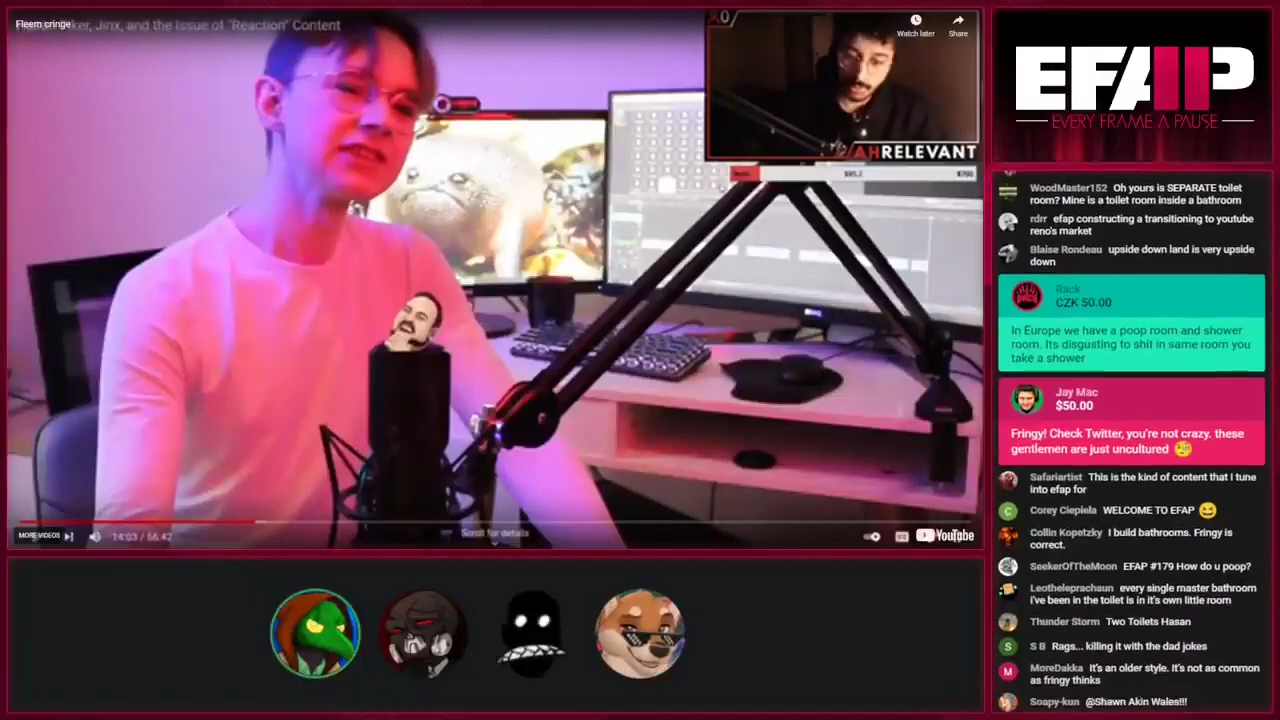 Fleem cringe
ker, Jinx, and the Issue of "Reaction" Content
Watch later
Share
AHRELEVANT
MORE VIDEOS
14:03 / 56:42
Scroll for details
YouTube
EFAP
EVERY FRAME A PAUSE
WoodMaster152 Oh yours is SEPARATE toilet
room? Mine is a toilet room inside a bathroom
rdrr efap constructing a transitioning to youtube
reno's market
Blaise Rondeau upside down land is very upside
down
Rack
CZK 50.00
In Europe we have a poop room and shower
room. Its disgusting to shit in same room you
take a shower
Jay Mac
$50.00
Fringy! Check Twitter, you're not crazy. these
gentlemen are just uncultured 🧐
Safariartist This is the kind of content that I tune
into efap for
C
Corey Ciepiela WELCOME TO EFAP 😆
Collin Kopetzky I build bathrooms. Fringy is
correct.
SeekerOfTheMoon EFAP #179 How do u poop?
Leotheleprachaun every single master bathroom
I've been in the toilet is in it's own little room
Thunder Storm Two Toilets Hasan
S
S B Rags... killing it with the dad jokes
M
MoreDakka It's an older style. It's not as common
as fringy thinks
Soapy-kun @Shawn Akin Wales!!!